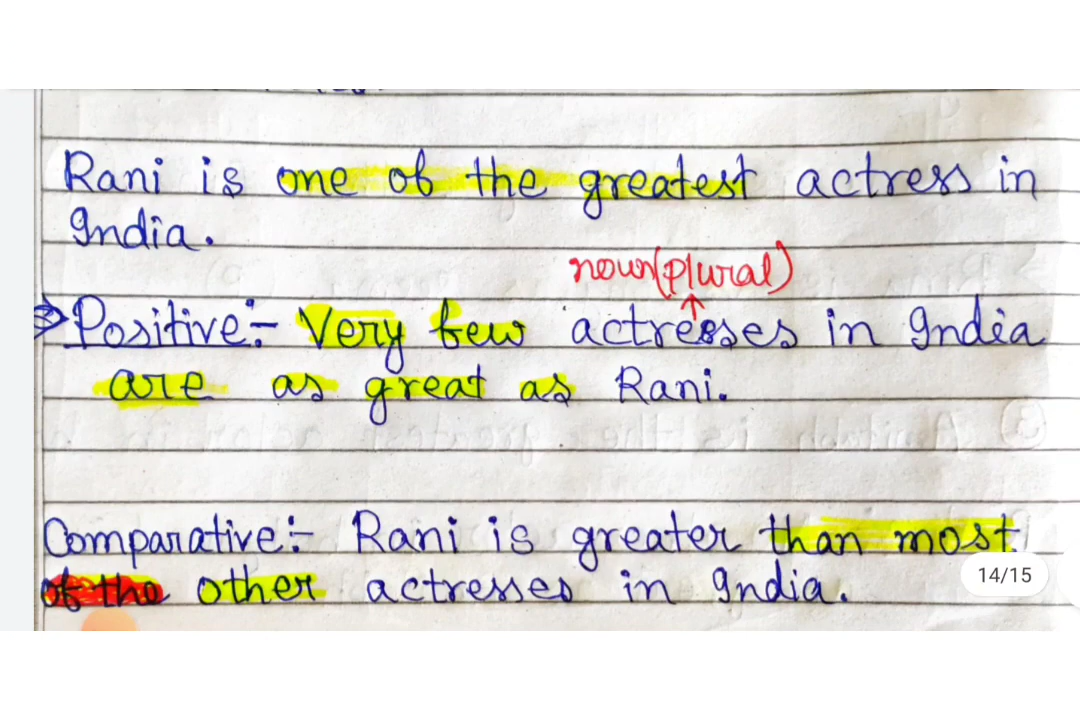 Rani is one of the greatest actress in
India.
noun(plural)
Positive:- Very few actresses in India
are as great as Rani.
Comparative:- Rani is greater than most
14/15
of the other actresses in India.